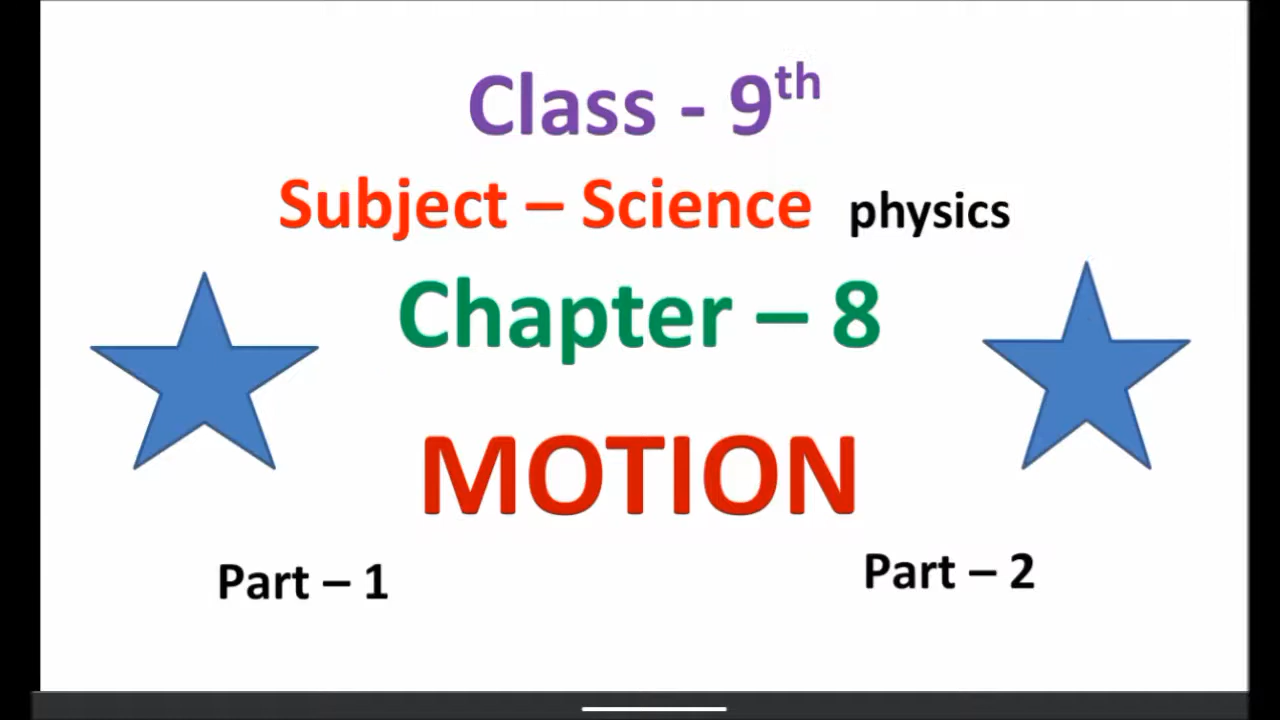 Class - 9th
Subject – Science physics
Chapter – 8
MOTION
Part – 1
Part – 2